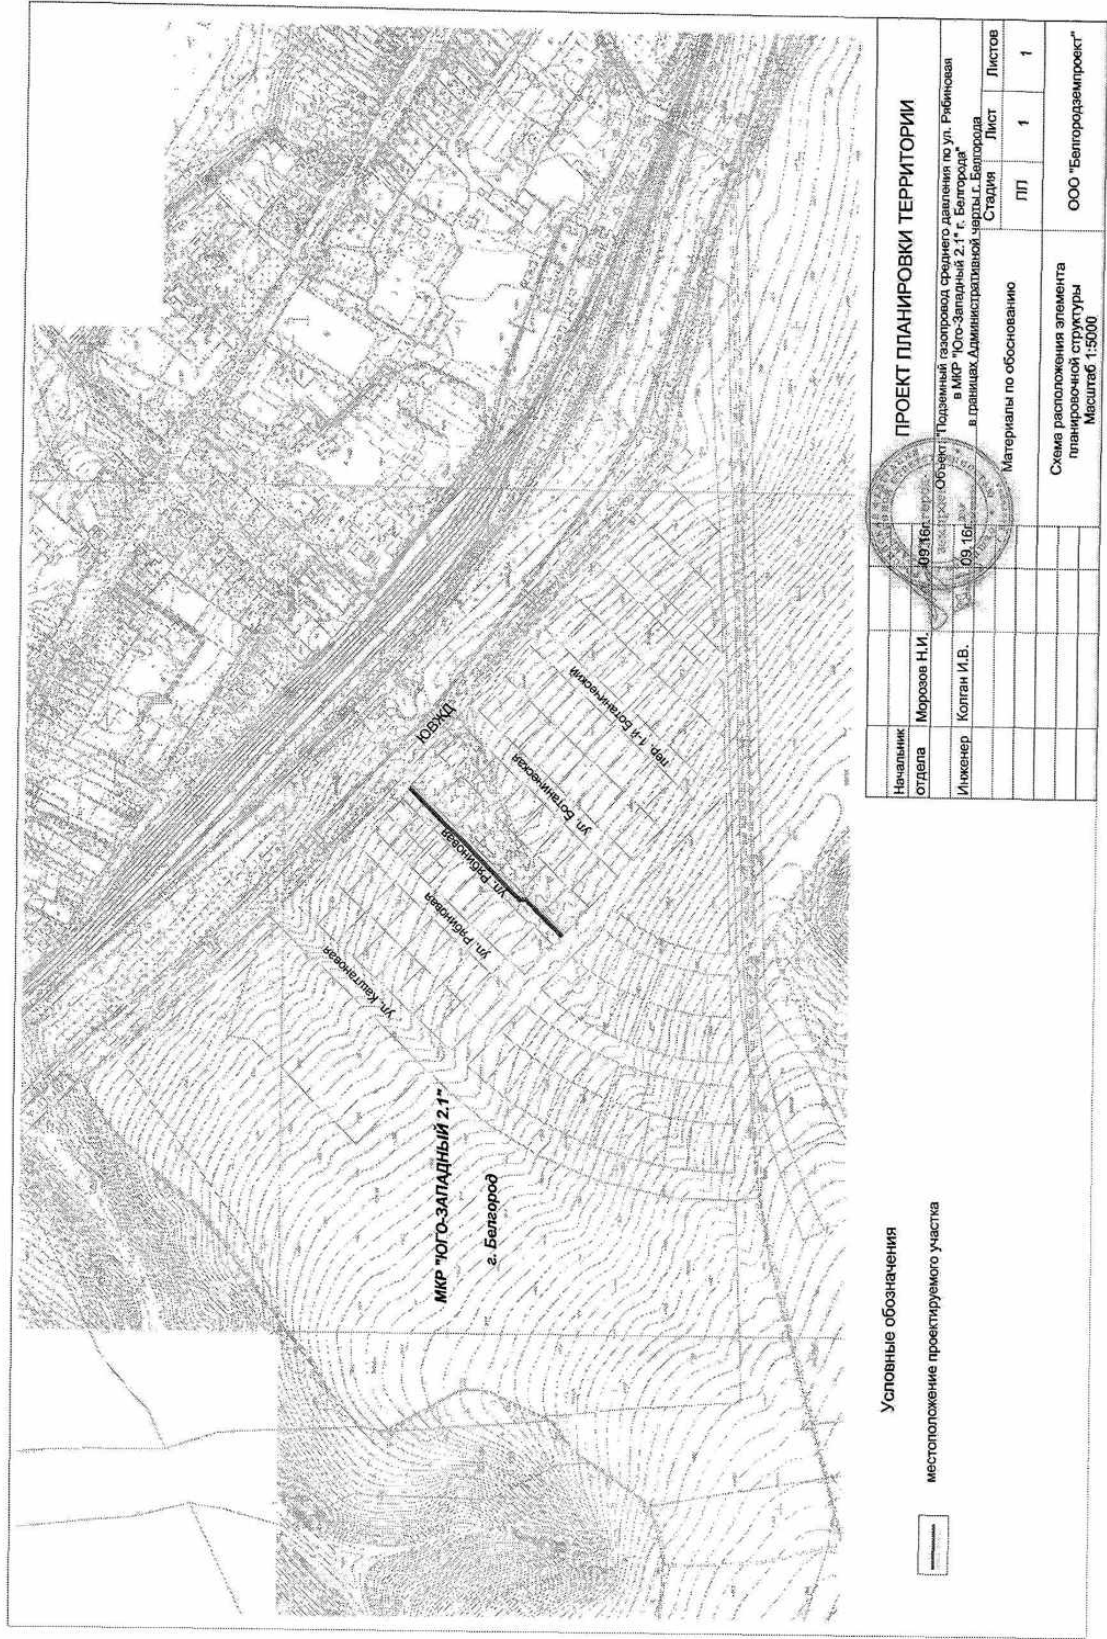 ЮВЖД
ул. Рябиновая
ул. Рябиновая
ул. Каштановая
ул. Ботаническая
пер. 1-й Ботанический
МКР "ЮГО-ЗАПАДНЫЙ 2.1"
г. Белгород
Условные обозначения
местоположение проектируемого участка
ПРОЕКТ ПЛАНИРОВКИ ТЕРРИТОРИИ
Начальник
отдела
Морозов Н.И.
09.16г.
Объект: "Подземный газопровод среднего давления по ул. Рябиновая
в МКР "Юго-Западный 2.1" г. Белгорода"
в границах Административной черты г. Белгорода
Инженер
Колган И.В.
09.16г.
Материалы по обоснованию
Стадия
Лист
Листов
ПП
1
1
Схема расположения элемента
планировочной структуры
Масштаб 1:5000
ООО "Белгородземпроект"